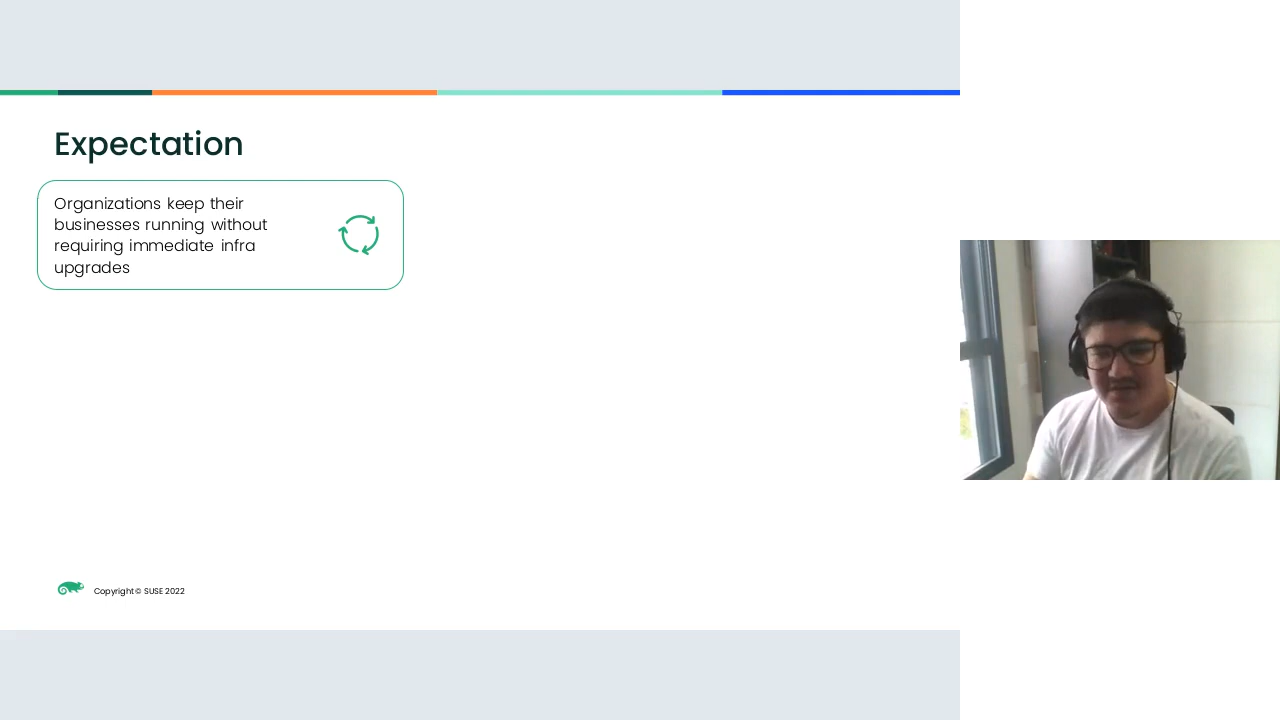 Expectation
Organizations keep their
businesses running without
requiring immediate infra
upgrades
Copyright © SUSE 2022